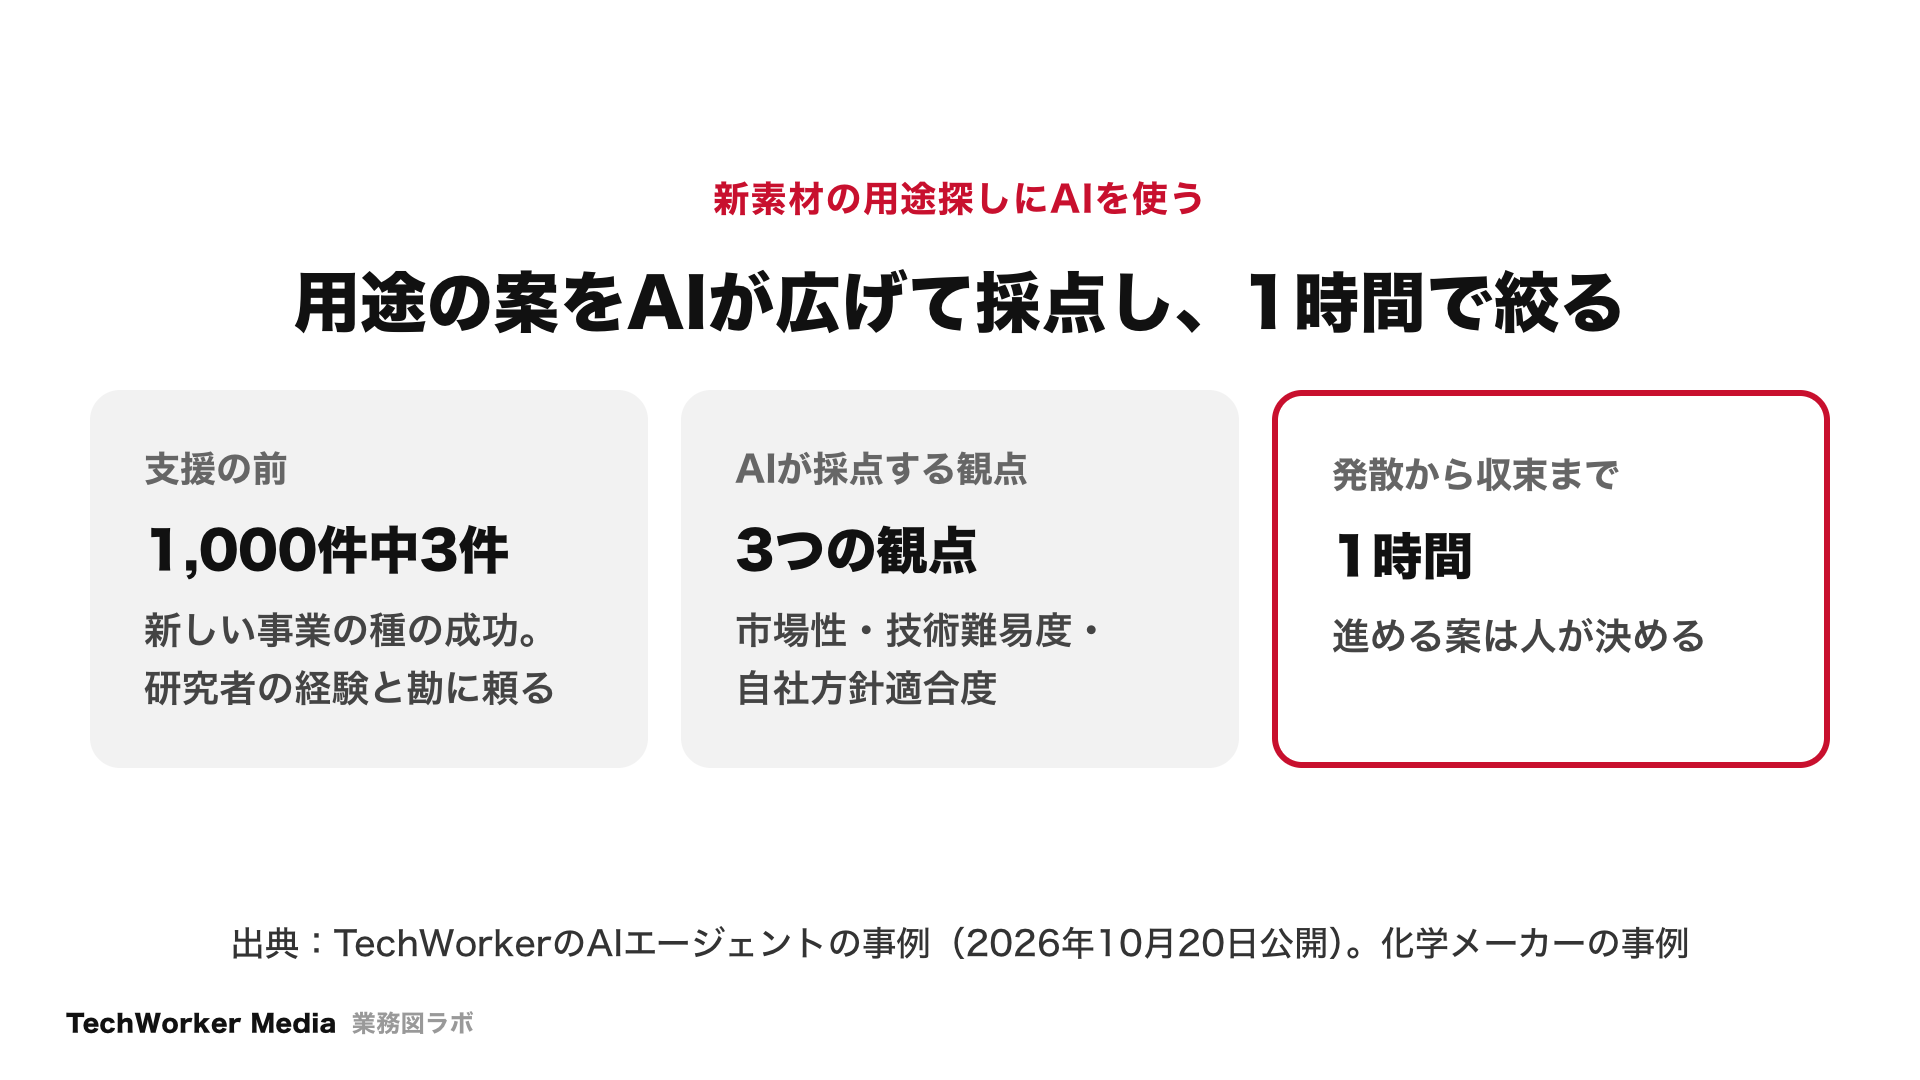 新素材の用途探しにAIを使う
用途の案をAIが広げて採点し、1時間で絞る
支援の前
1,000件中3件
新しい事業の種の成功。
研究者の経験と勘に頼る
AIが採点する観点
3つの観点
市場性・技術難易度・
自社方針適合度
発散から収束まで
1時間
進める案は人が決める
出典：TechWorkerのAIエージェントの事例（2026年10月20日公開）。化学メーカーの事例
TechWorker Media 業務図ラボ